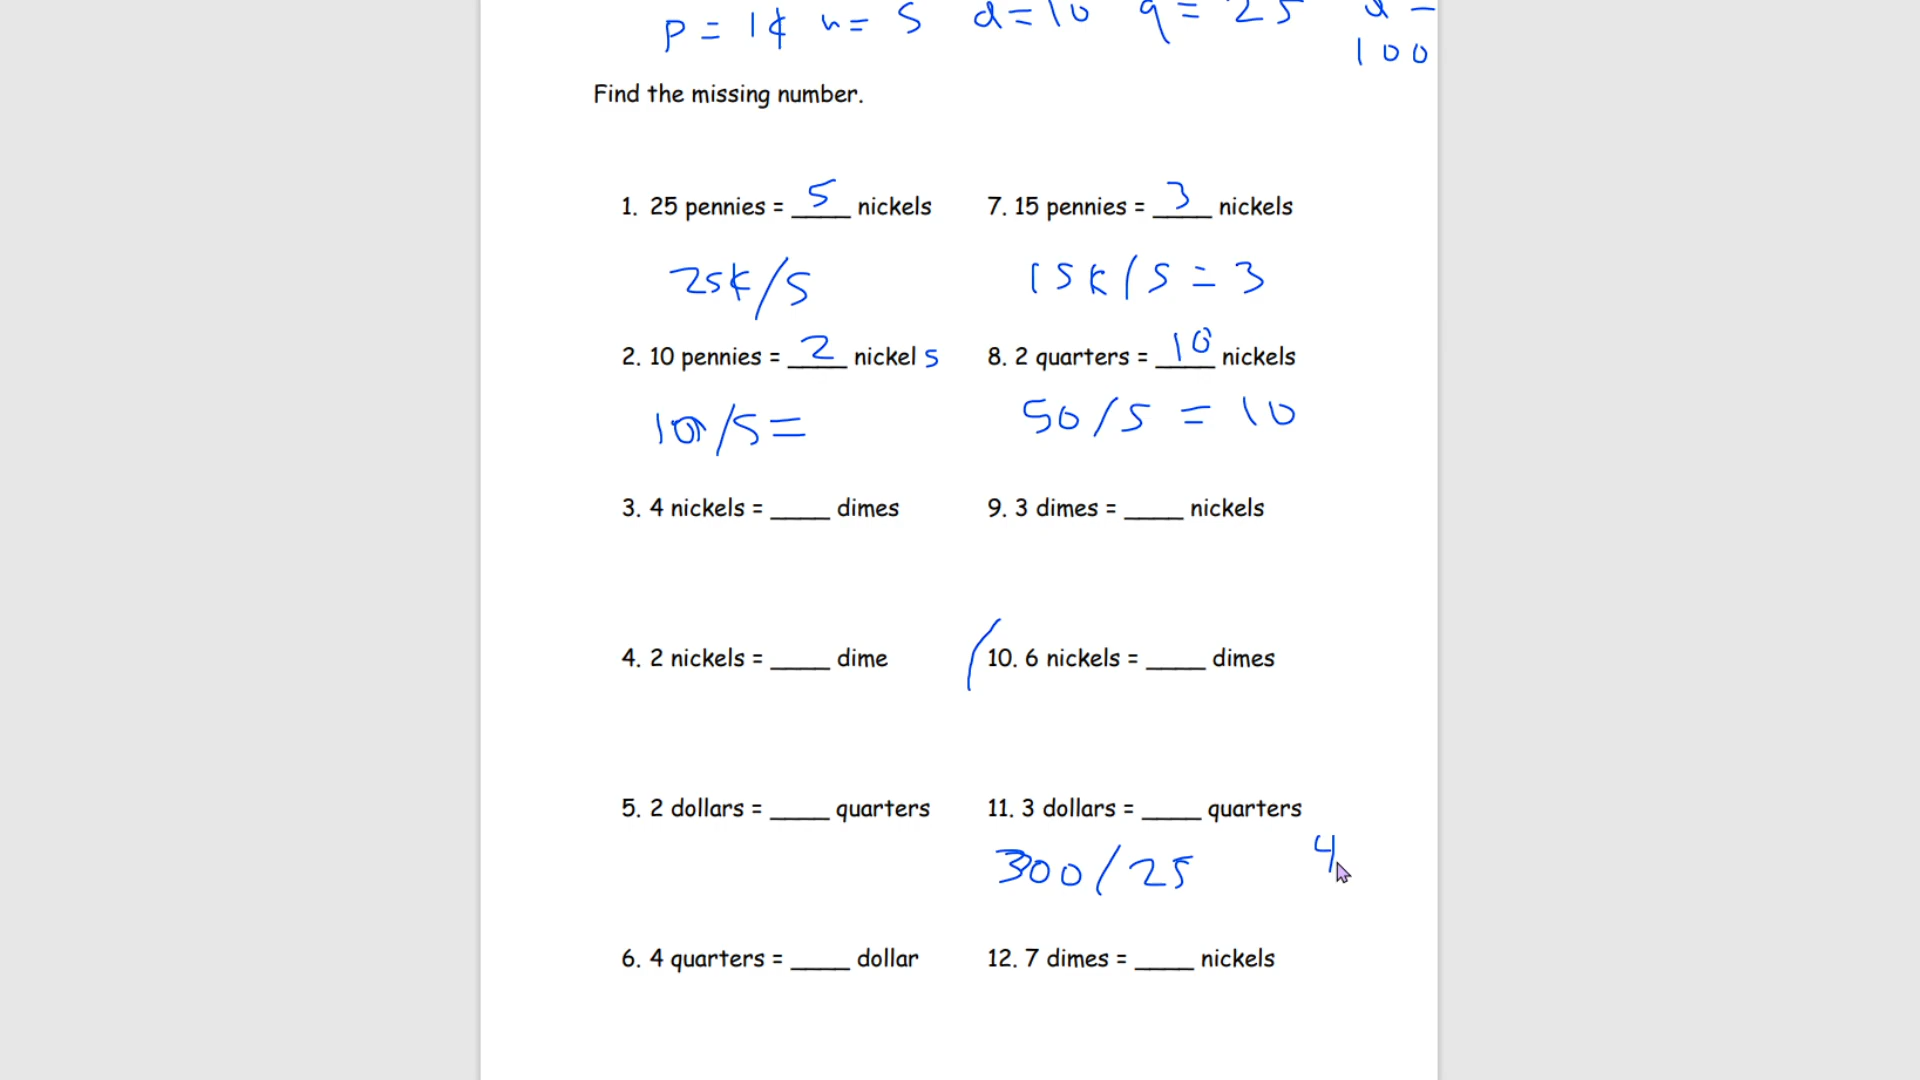 p = 1¢ n = 5 d = 10 q = 25
100
Find the missing number.
1. 25 pennies = 5 nickels
25¢/5
2. 10 pennies = 2 nickels
10/5 =
3. 4 nickels = ____ dimes
4. 2 nickels = ____ dime
5. 2 dollars = ____ quarters
6. 4 quarters = ____ dollar
7. 15 pennies = 3 nickels
15¢/5 = 3
8. 2 quarters = 10 nickels
50/5 = 10
9. 3 dimes = ____ nickels
10. 6 nickels = ____ dimes
11. 3 dollars = ____ quarters
300/25 4
12. 7 dimes = ____ nickels